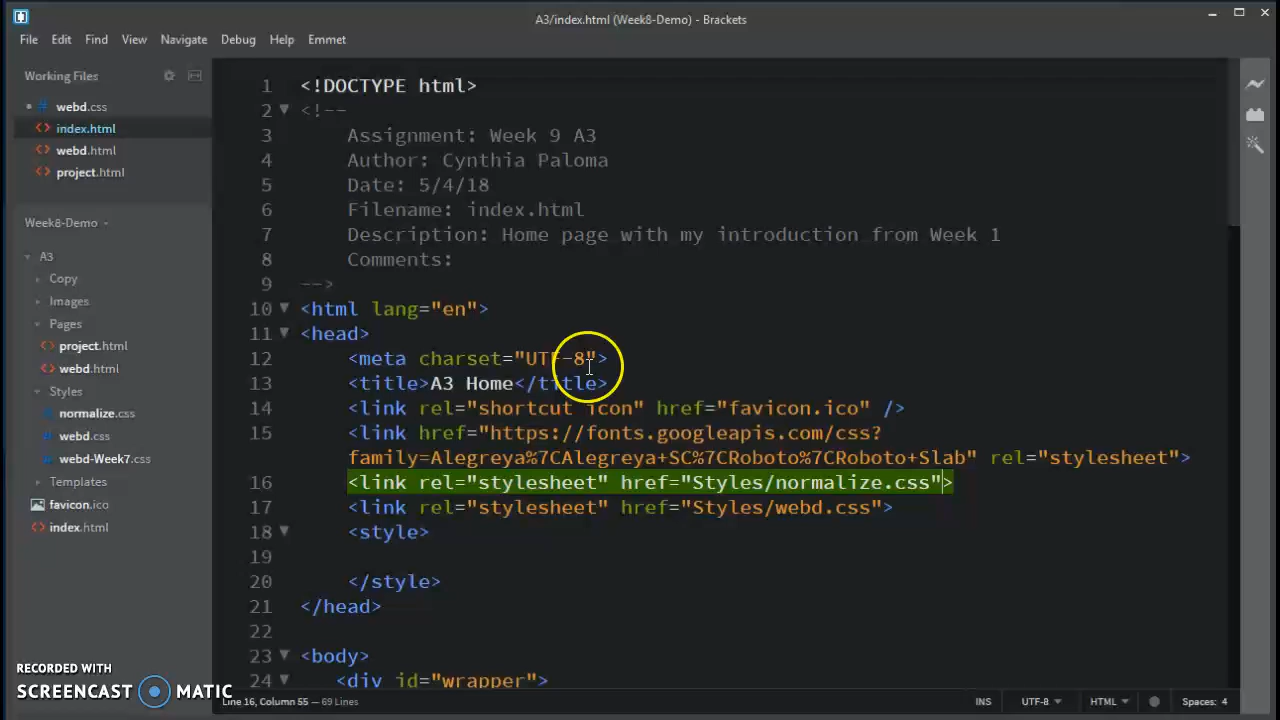 A3/index.html (Week8-Demo) - Brackets
File Edit Find View Navigate Debug Help Emmet
Working Files
webd.css
index.html
webd.html
project.html
Week8-Demo
A3
Copy
Images
Pages
project.html
webd.html
Styles
normalize.css
webd.css
webd-Week7.css
Templates
favicon.ico
index.html
1 <!DOCTYPE html>
2 <!--
3 Assignment: Week 9 A3
4 Author: Cynthia Paloma
5 Date: 5/4/18
6 Filename: index.html
7 Description: Home page with my introduction from Week 1
8 Comments:
9 -->
10 <html lang="en">
11 <head>
12 <meta charset="UTF-8">
13 <title>A3 Home</title>
14 <link rel="shortcut icon" href="favicon.ico" />
15 <link href="https://fonts.googleapis.com/css?
family=Alegreya%7CAlegreya+SC%7CRoboto%7CRoboto+Slab" rel="stylesheet">
16 <link rel="stylesheet" href="Styles/normalize.css">
17 <link rel="stylesheet" href="Styles/webd.css">
18 <style>
19
20 </style>
21 </head>
22
23 <body>
24 <div id="wrapper">
RECORDED WITH
SCREENCAST MATIC
Line 16, Column 55 — 69 Lines
INS UTF-8 HTML Spaces: 4